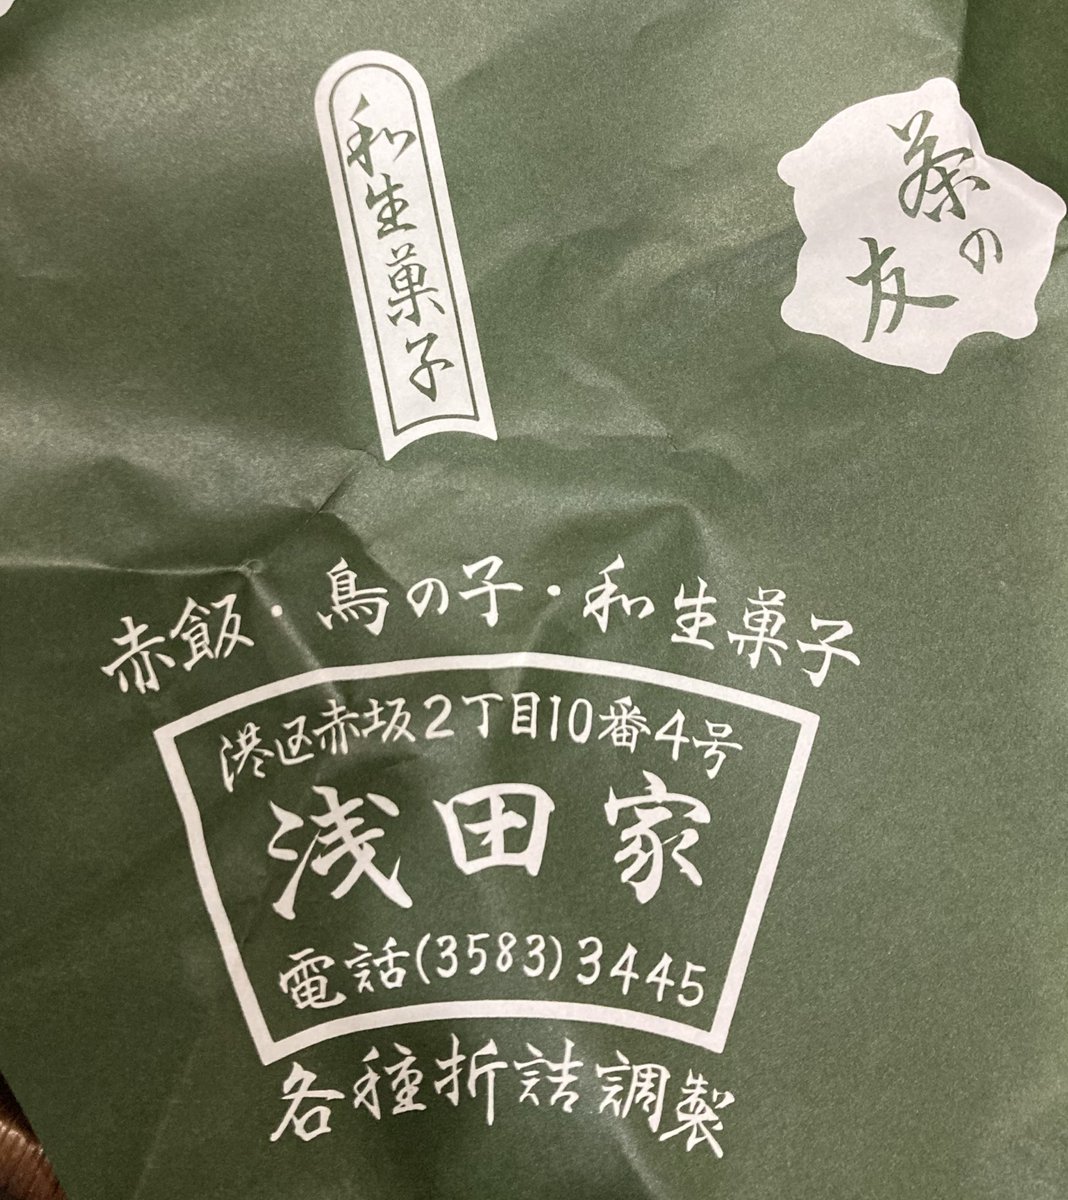 和生菓子
茶の友
赤飯・鳥の子・和生菓子
港区赤坂2丁目10番4号
浅田家
電話(3583)3445
各種折詰調製